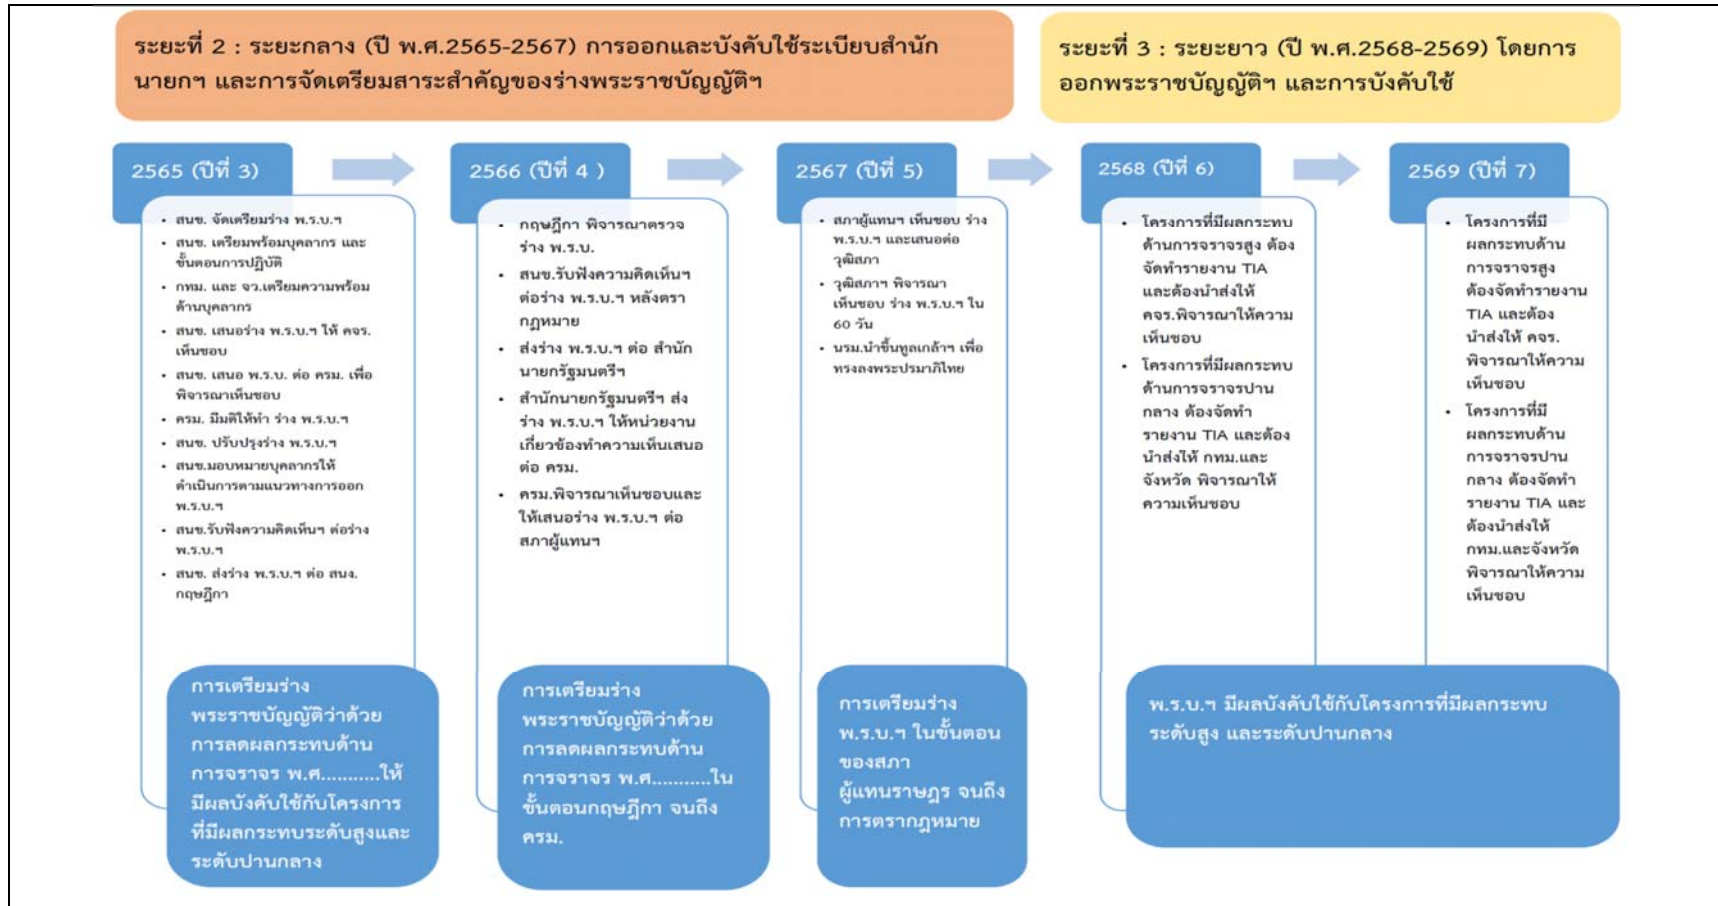 ระยะที่ 2 : ระยะกลาง (ปี พ.ศ.2565-2567) การออกและบังคับใช้ระเบียบสำนัก
นายกฯ และการจัดเตรียมสาระสำคัญของร่างพระราชบัญญัติฯ
ระยะที่ 3 : ระยะยาว (ปี พ.ศ.2568-2569) โดยการ
ออกพระราชบัญญัติฯ และการบังคับใช้
2565 (ปีที่ 3)
• สนข. จัดเตรียมร่าง พ.ร.บ.ฯ
• สนข. เตรียมพร้อมบุคลากร และ
ขั้นตอนการปฏิบัติ
• กทม. และ จว.เตรียมความพร้อม
ด้านบุคลากร
• สนข. เสนอร่าง พ.ร.บ.ฯ ให้ คจร.
เห็นชอบ
• สนข. เสนอ พ.ร.บ. ต่อ ครม. เพื่อ
พิจารณาเห็นชอบ
• ครม. มีมติให้ทำ ร่าง พ.ร.บ.ฯ
• สนข. ปรับปรุงร่าง พ.ร.บ.ฯ
• สนข.มอบหมายบุคลากรให้
ดำเนินการตามแนวทางการออก
พ.ร.บ.ฯ
• สนข.รับฟังความคิดเห็นฯ ต่อร่าง
พ.ร.บ.ฯ
• สนข. ส่งร่าง พ.ร.บ.ฯ ต่อ สนง.
กฤษฎีกา
การเตรียมร่าง
พระราชบัญญัติว่าด้วย
การลดผลกระทบด้าน
การจราจร พ.ศ...........ให้
มีผลบังคับใช้กับโครงการ
ที่มีผลกระทบระดับสูงและ
ระดับปานกลาง
2566 (ปีที่ 4 )
• กฤษฎีกา พิจารณาตรวจ
ร่าง พ.ร.บ.
• สนข.รับฟังความคิดเห็นฯ
ต่อร่าง พ.ร.บ.ฯ หลังตรา
กฎหมาย
• ส่งร่าง พ.ร.บ.ฯ ต่อ สำนัก
นายกรัฐมนตรีฯ
• สำนักนายกรัฐมนตรีฯ ส่ง
ร่าง พ.ร.บ.ฯ ให้หน่วยงาน
เกี่ยวข้องทำความเห็นเสนอ
ต่อ ครม.
• ครม.พิจารณาเห็นชอบและ
ให้เสนอร่าง พ.ร.บ.ฯ ต่อ
สภาผู้แทนฯ
การเตรียมร่าง
พระราชบัญญัติว่าด้วย
การลดผลกระทบด้าน
การจราจร พ.ศ...........ใน
ขั้นตอนกฤษฎีกา จนถึง
ครม.
2567 (ปีที่ 5)
• สภาผู้แทนฯ เห็นชอบ ร่าง
พ.ร.บ.ฯ และเสนอต่อ
วุฒิสภา
• วุฒิสภาฯ พิจารณา
เห็นชอบ ร่าง พ.ร.บ.ฯ ใน
60 วัน
• นรม.นำขึ้นทูลเกล้าฯ เพื่อ
ทรงลงพระปรมาภิไทย
การเตรียมร่าง
พ.ร.บ.ฯ ในขั้นตอน
ของสภา
ผู้แทนราษฎร จนถึง
การตรากฎหมาย
2568 (ปีที่ 6)
• โครงการที่มีผลกระทบ
ด้านการจราจรสูง ต้อง
จัดทำรายงาน TIA
และต้องนำส่งให้
คจร.พิจารณาให้ความ
เห็นชอบ
• โครงการที่มีผลกระทบ
ด้านการจราจรปาน
กลาง ต้องจัดทำ
รายงาน TIA และต้อง
นำส่งให้ กทม.และ
จังหวัด พิจารณาให้
ความเห็นชอบ
2569 (ปีที่ 7)
• โครงการที่มี
ผลกระทบด้าน
การจราจรสูง
ต้องจัดทำรายงาน
TIA และต้อง
นำส่งให้ คจร.
พิจารณาให้ความ
เห็นชอบ
• โครงการที่มี
ผลกระทบด้าน
การจราจรปาน
กลาง ต้องจัดทำ
รายงาน TIA และ
ต้องนำส่งให้
กทม.และจังหวัด
พิจารณาให้ความ
เห็นชอบ
พ.ร.บ.ฯ มีผลบังคับใช้กับโครงการที่มีผลกระทบ
ระดับสูง และระดับปานกลาง